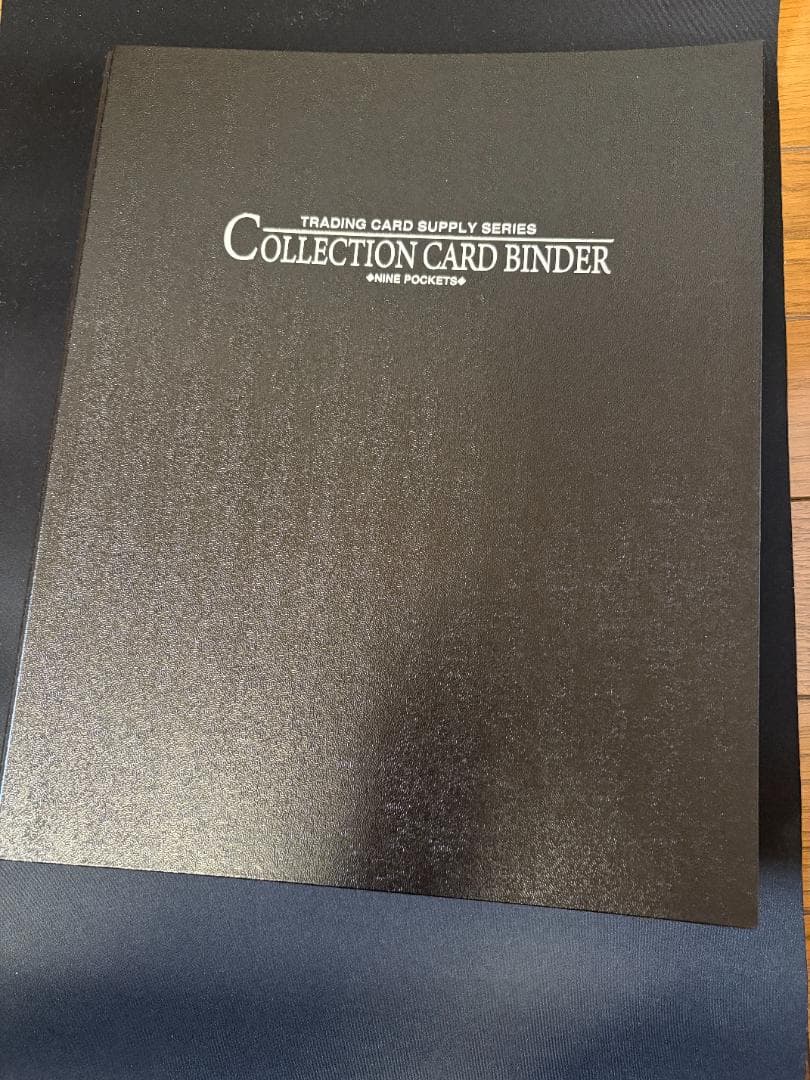 TRADING CARD SUPPLY SERIES
COLLECTION CARD BINDER
◆NINE POCKETS◆